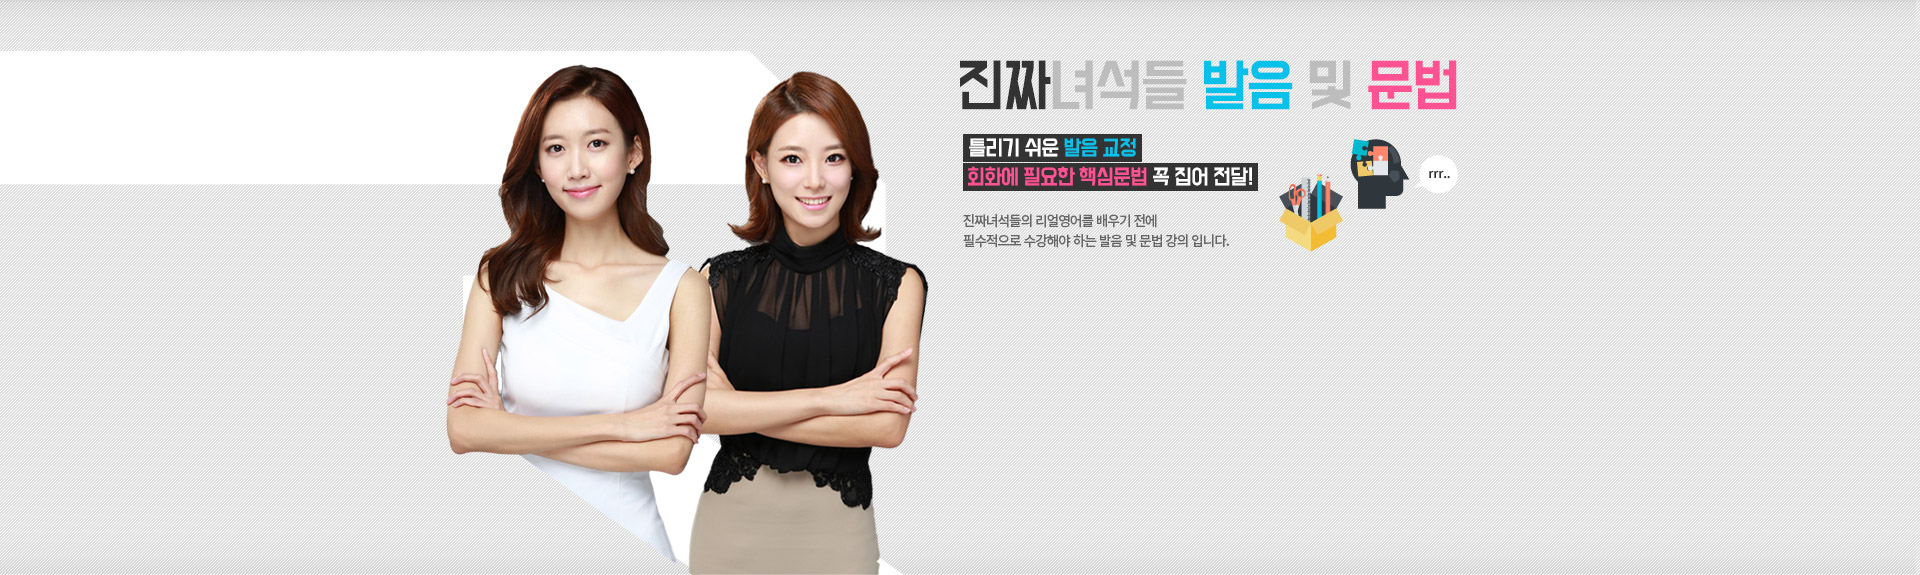 진짜녀석들 발음 및 문법
틀리기 쉬운 발음 교정
회화에 필요한 핵심문법 꼭 집어 전달!
rrr..
진짜녀석들의 리얼영어를 배우기 전에
필수적으로 수강해야 하는 발음 및 문법 강의 입니다.